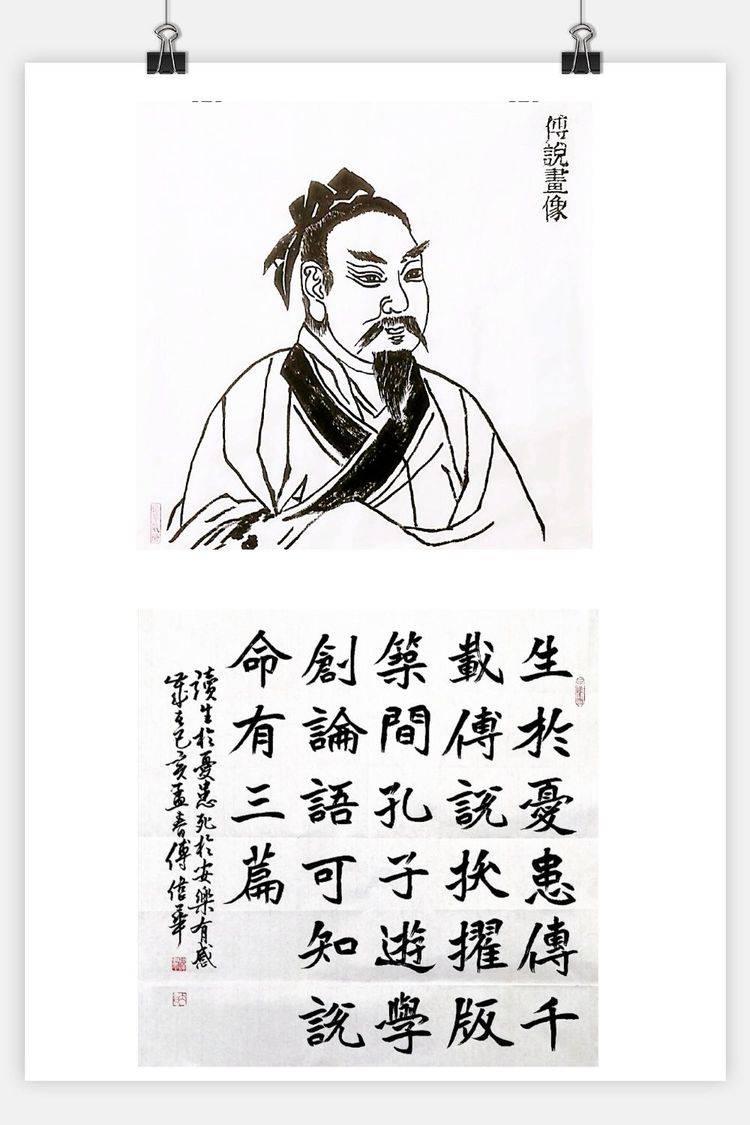 傅說畫像
生於憂患傳千
載傅說拔擢版
築間孔子遊學
創論語可知說
命有三篇
讀生於憂患死於安樂有感
歲在己亥孟春傅信華